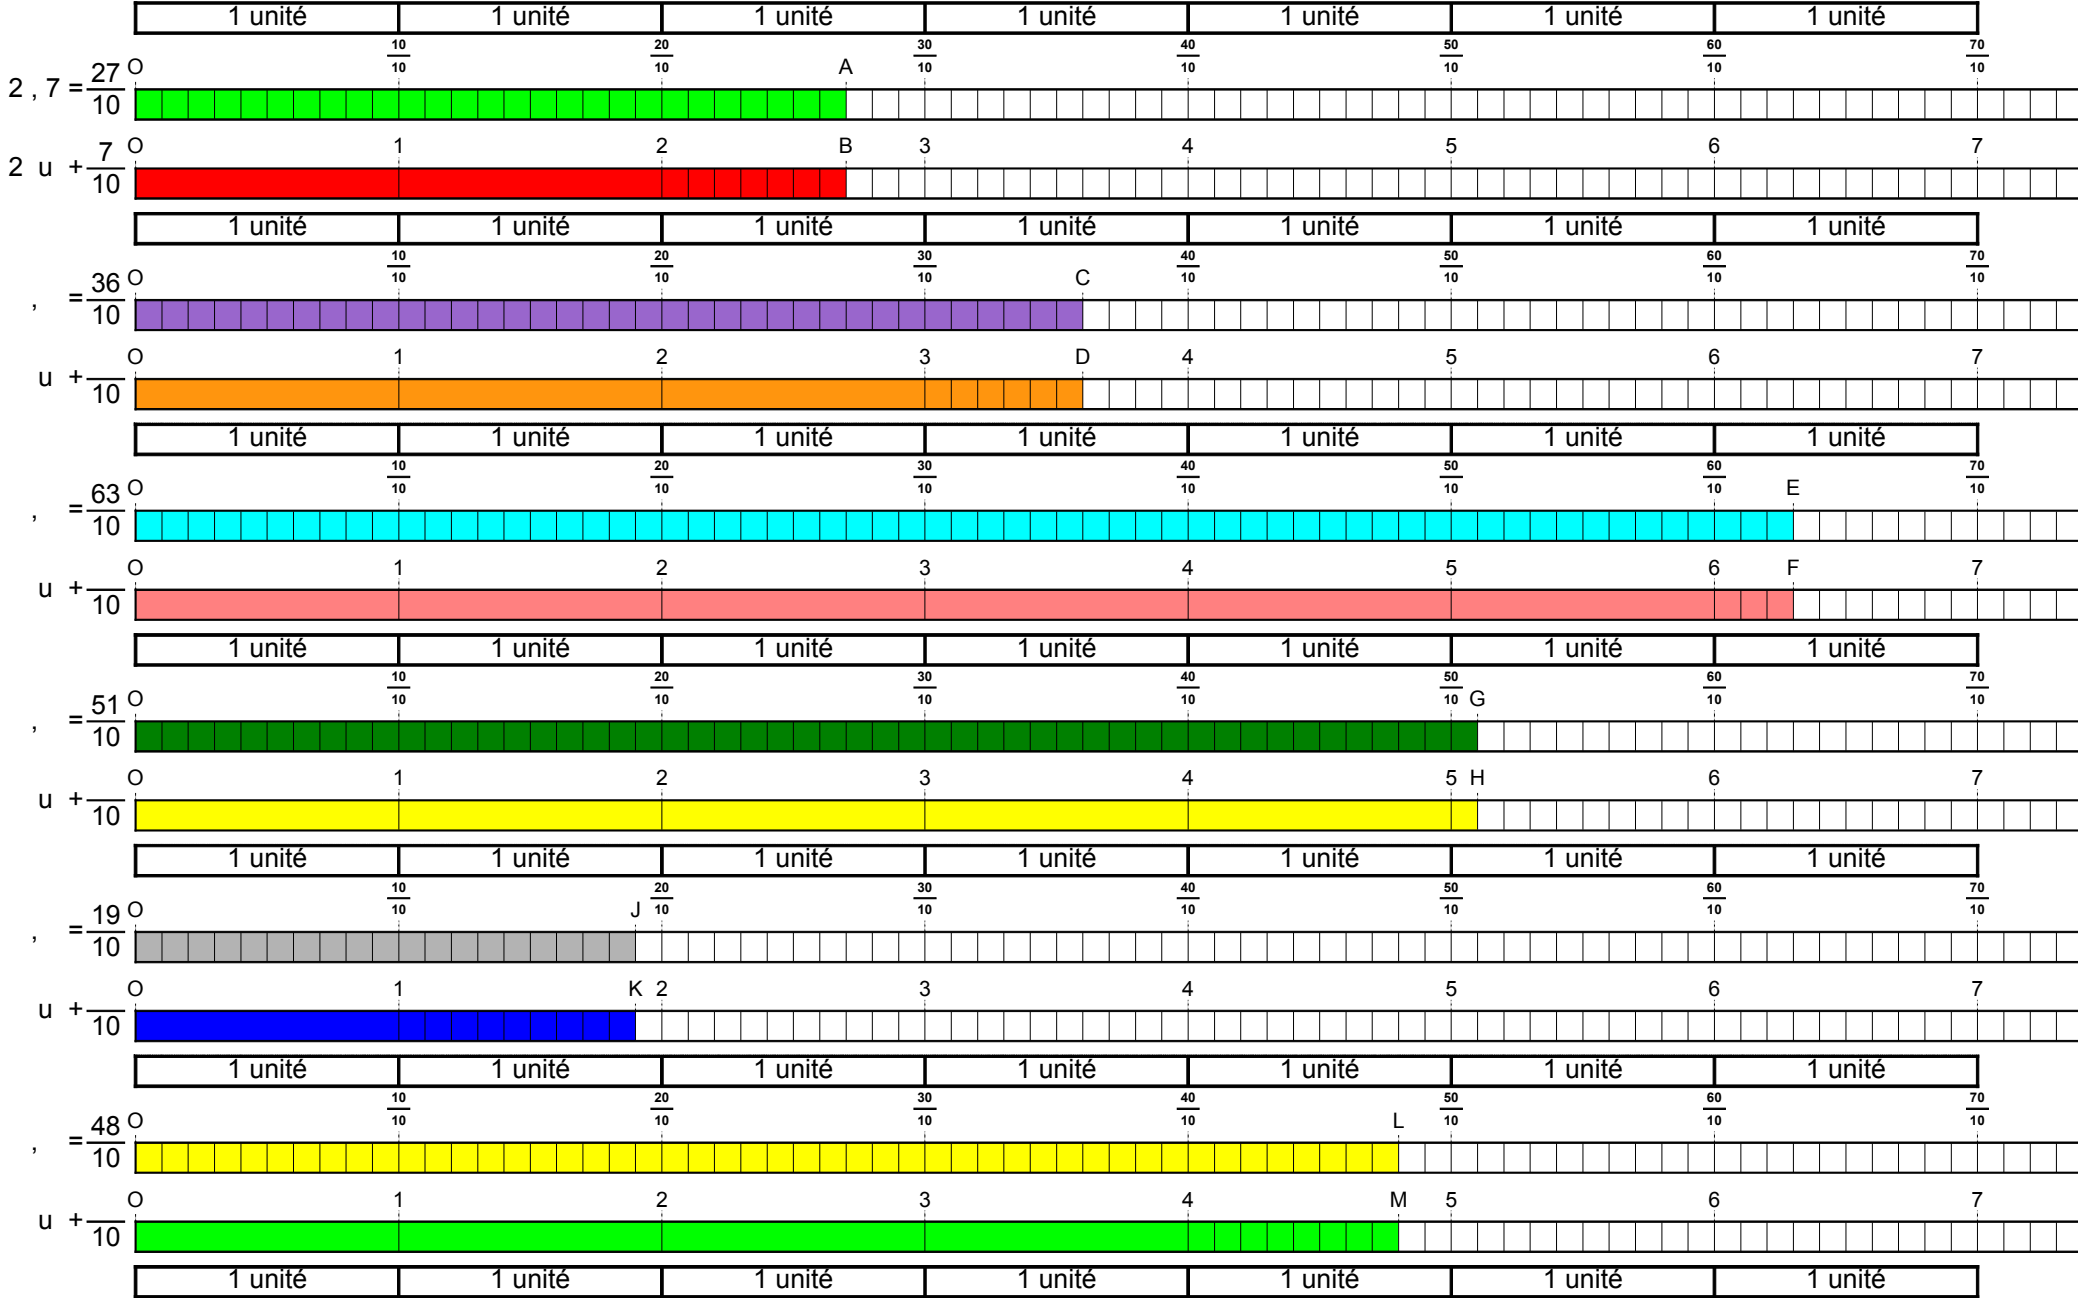 1 unité 1 unité 1 unité 1 unité 1 unité 1 unité 1 unité
10/10 20/10 30/10 40/10 50/10 60/10 70/10
2 , 7 = 27/10 O A
2 u + 7/10 O 1 2 B 3 4 5 6 7
1 unité 1 unité 1 unité 1 unité 1 unité 1 unité 1 unité
10/10 20/10 30/10 40/10 50/10 60/10 70/10
, = 36/10 O C
u + /10 O 1 2 3 D 4 5 6 7
1 unité 1 unité 1 unité 1 unité 1 unité 1 unité 1 unité
10/10 20/10 30/10 40/10 50/10 60/10 70/10
, = 63/10 O E
u + /10 O 1 2 3 4 5 6 F 7
1 unité 1 unité 1 unité 1 unité 1 unité 1 unité 1 unité
10/10 20/10 30/10 40/10 50/10 60/10 70/10
, = 51/10 O G
u + /10 O 1 2 3 4 5 H 6 7
1 unité 1 unité 1 unité 1 unité 1 unité 1 unité 1 unité
10/10 20/10 30/10 40/10 50/10 60/10 70/10
, = 19/10 O J
u + /10 O 1 K 2 3 4 5 6 7
1 unité 1 unité 1 unité 1 unité 1 unité 1 unité 1 unité
10/10 20/10 30/10 40/10 50/10 60/10 70/10
, = 48/10 O L
u + /10 O 1 2 3 4 M 5 6 7
1 unité 1 unité 1 unité 1 unité 1 unité 1 unité 1 unité